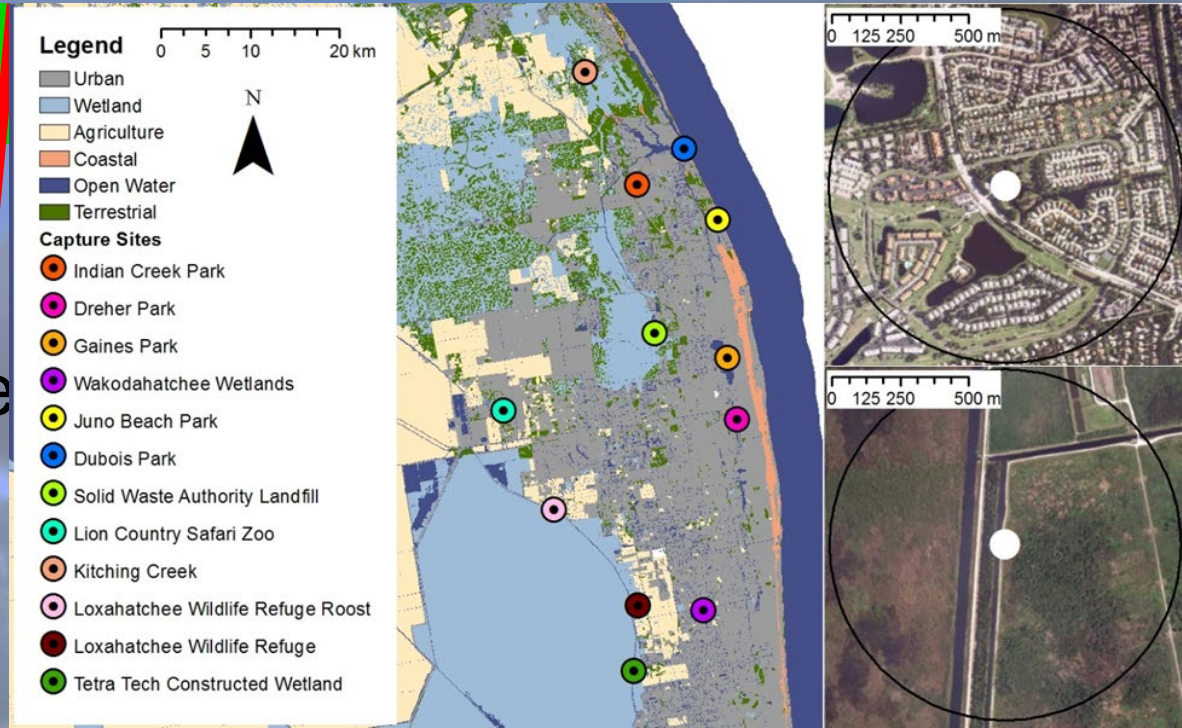 Legend
0 5 10 20 km
Urban
Wetland
Agriculture
Coastal
Open Water
Terrestrial
N
Capture Sites
Indian Creek Park
Dreher Park
Gaines Park
Wakodahatchee Wetlands
Juno Beach Park
Dubois Park
Solid Waste Authority Landfill
Lion Country Safari Zoo
Kitching Creek
Loxahatchee Wildlife Refuge Roost
Loxahatchee Wildlife Refuge
Tetra Tech Constructed Wetland
e
0 125 250 500 m
0 125 250 500 m